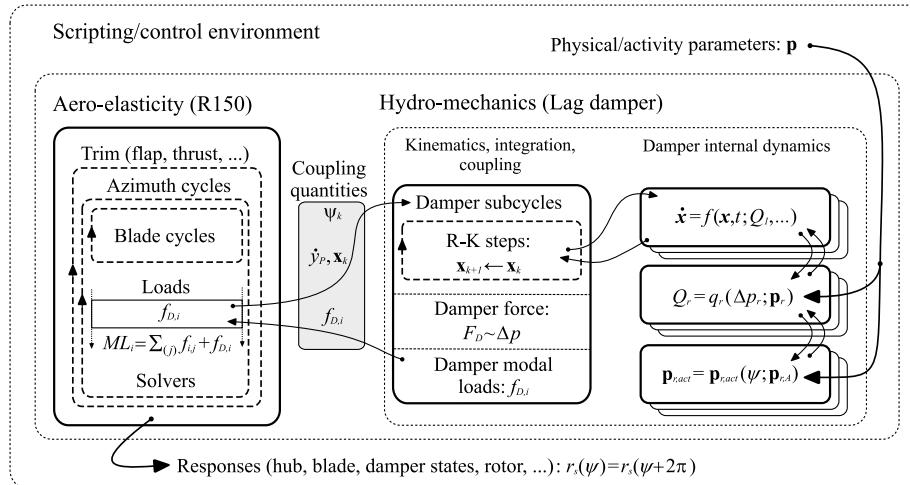 Scripting/control environment
Physical/activity parameters: p
Aero-elasticity (R150)
Trim (flap, thrust, ...)
Azimuth cycles
Blade cycles
Loads
f_{D,i}
ML_i=∑_{(j)} f_{i,j}+f_{D,i}
Solvers
Coupling
quantities
ψ_k
ẏ_P, x_k
f_{D,i}
Hydro-mechanics (Lag damper)
Kinematics, integration,
coupling
Damper subcycles
R-K steps:
x_{k+1} ← x_k
Damper force:
F_D~Δp
Damper modal
loads: f_{D,i}
Damper internal dynamics
ẋ=f(x,t;Q_l,...)
Q_r=q_r(Δp_r;p_r)
p_{r,act}=p_{r,act}(ψ;p_{r,A})
Responses (hub, blade, damper states, rotor, ...): r_s(ψ)=r_s(ψ+2π)